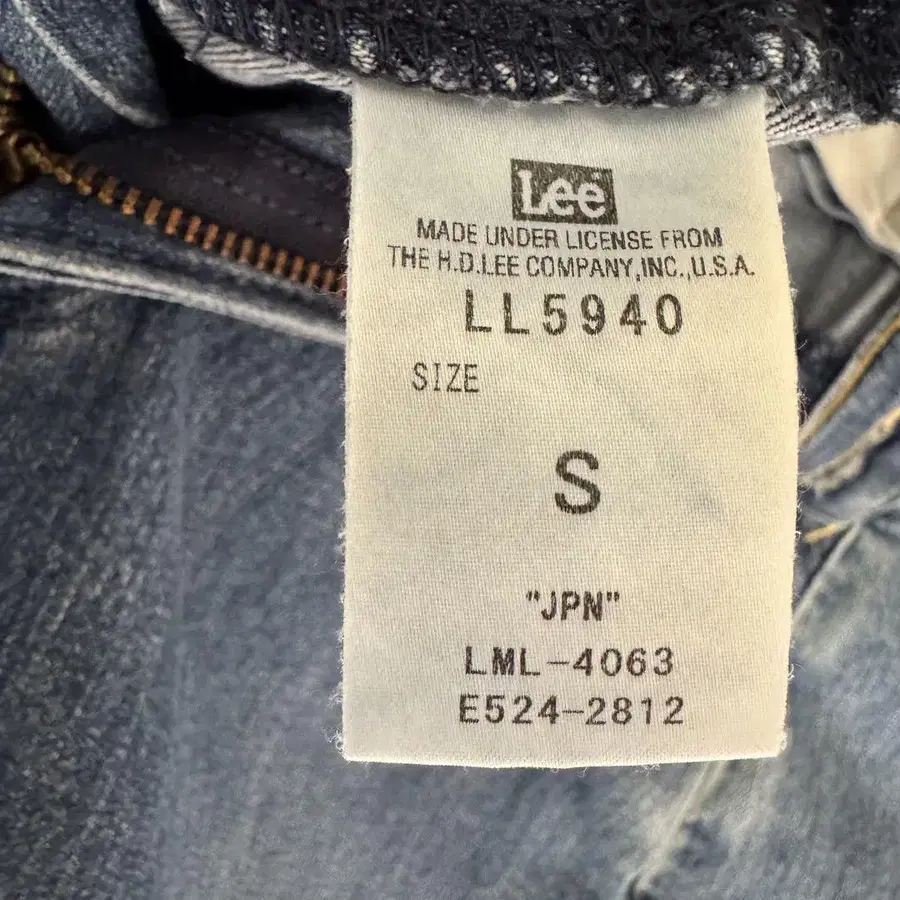 Lee
MADE UNDER LICENSE FROM
THE H.D.LEE COMPANY,INC.,U.S.A.
LL5940
SIZE
S
"JPN"
LML-4063
E524-2812